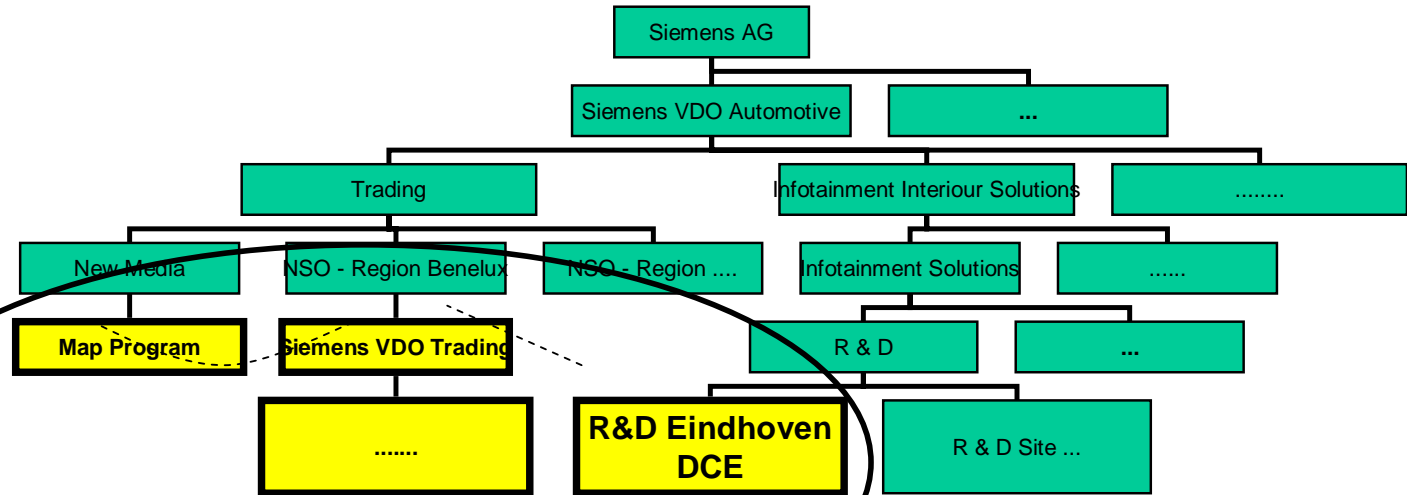 Siemens AG
Siemens VDO Automotive
...
Trading
Infotainment Interiour Solutions
........
New Media
NSO - Region Benelux
NSO - Region ....
Infotainment Solutions
......
Map Program
Siemens VDO Trading
R & D
...
.......
R&D Eindhoven
DCE
R & D Site ...